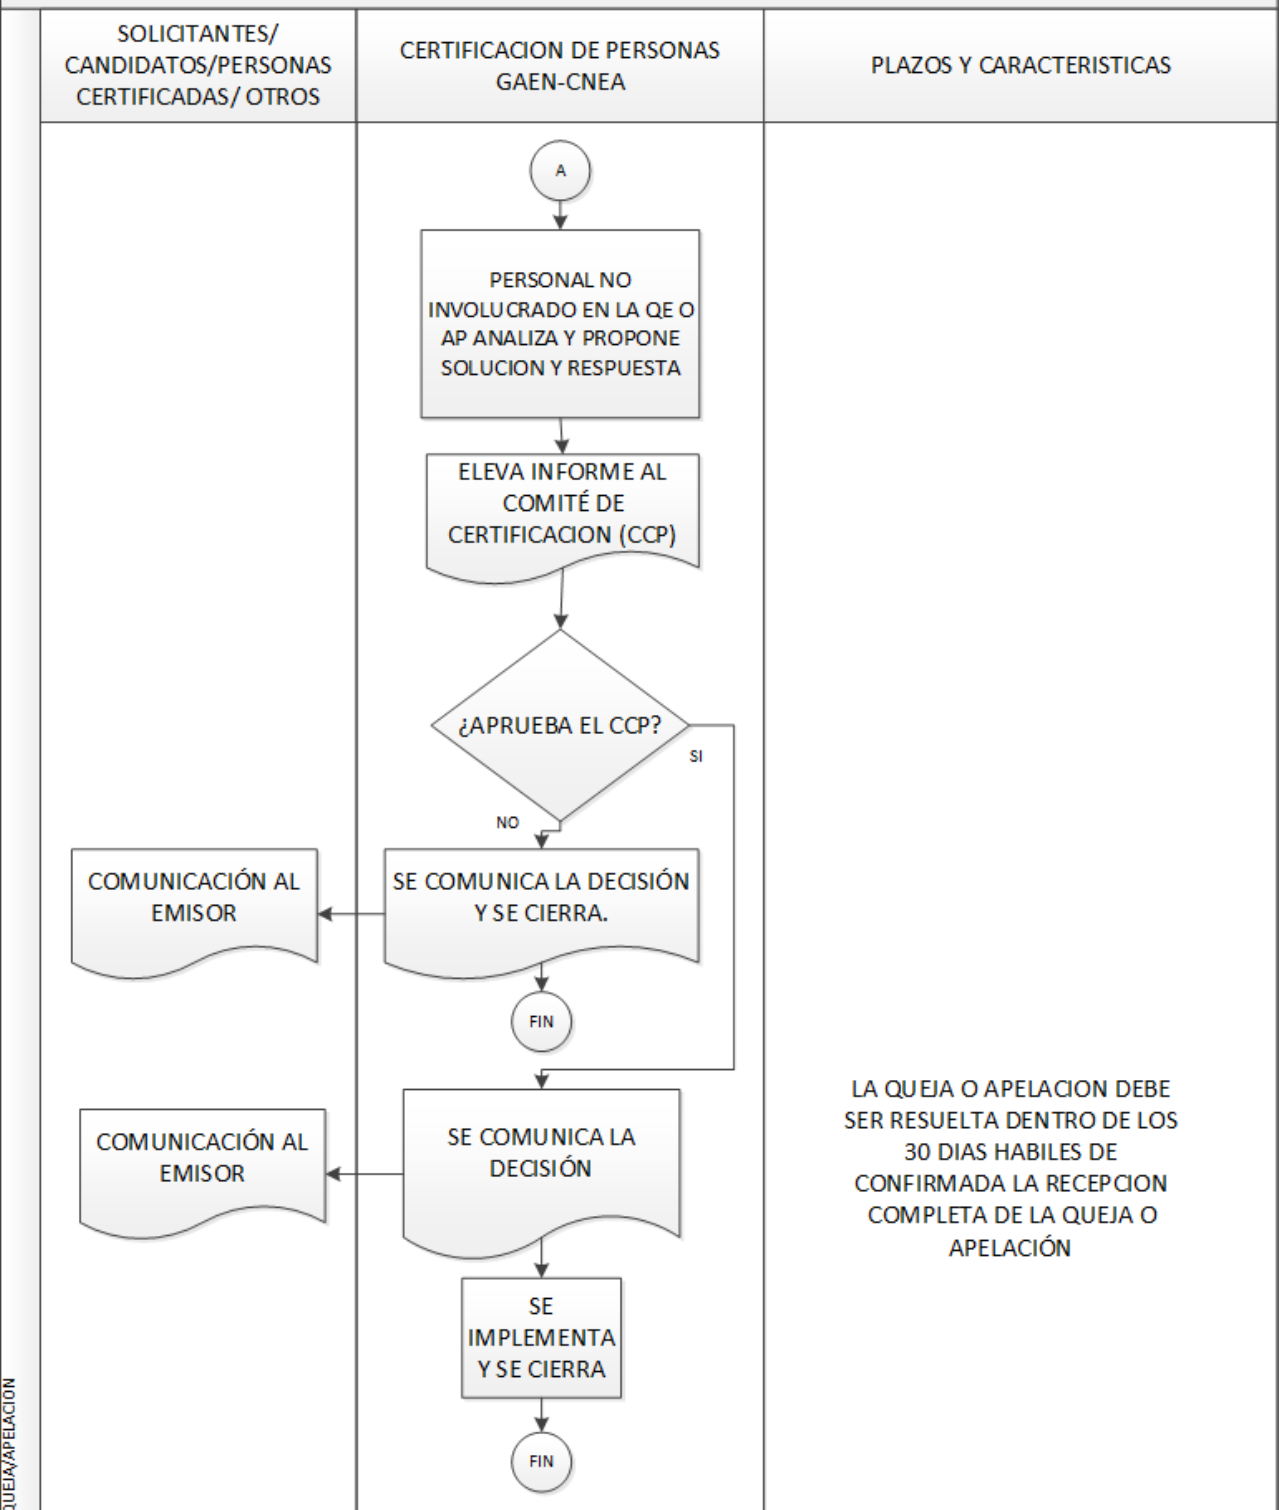 SOLICITANTES/
CANDIDATOS/PERSONAS
CERTIFICADAS/ OTROS
CERTIFICACION DE PERSONAS
GAEN-CNEA
PLAZOS Y CARACTERISTICAS
A
PERSONAL NO
INVOLUCRADO EN LA QE O
AP ANALIZA Y PROPONE
SOLUCION Y RESPUESTA
ELEVA INFORME AL
COMITÉ DE
CERTIFICACION (CCP)
¿APRUEBA EL CCP?
SI
NO
COMUNICACIÓN AL
EMISOR
SE COMUNICA LA DECISIÓN
Y SE CIERRA.
FIN
COMUNICACIÓN AL
EMISOR
SE COMUNICA LA
DECISIÓN
LA QUEJA O APELACION DEBE
SER RESUELTA DENTRO DE LOS
30 DIAS HABILES DE
CONFIRMADA LA RECEPCION
COMPLETA DE LA QUEJA O
APELACIÓN
SE
IMPLEMENTA
Y SE CIERRA
FIN
QUEJA/APELACION